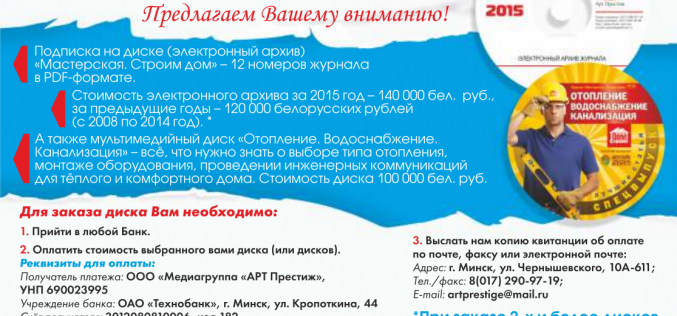 Предлагаем Вашему вниманию!
2015
Арт Престиж
ЭЛЕКТРОННЫЙ АРХИВ ЖУРНАЛА
Подписка на диске (электронный архив)
«Мастерская. Строим дом» – 12 номеров журнала
в PDF-формате.
Стоимость электронного архива за 2015 год – 140 000 бел. руб.,
за предыдущие годы – 120 000 белорусских рублей
(с 2008 по 2014 год). *
А также мультимедийный диск «Отопление. Водоснабжение.
Канализация» – всё, что нужно знать о выборе типа отопления,
монтаже оборудования, проведении инженерных коммуникаций
для тёплого и комфортного дома. Стоимость диска 100 000 бел. руб.
ОТОПЛЕНИЕ
ВОДОСНАБЖЕНИЕ
КАНАЛИЗАЦИЯ
СПЕЦВЫПУСК
Для заказа диска Вам необходимо:
1. Прийти в любой Банк.
2. Оплатить стоимость выбранного вами диска (или дисков).
Реквизиты для оплаты:
Получатель платежа: ООО «Медиагруппа «АРТ Престиж»,
УНП 690023995
Учреждение банка: ОАО «Технобанк», г. Минск, ул. Кропоткина, 44
3. Выслать нам копию квитанции об оплате
по почте, факсу или электронной почте:
Адрес: г. Минск, ул. Чернышевского, 10А-611;
Тел./факс: 8(017) 290-97-19;
E-mail: artprestige@mail.ru
*При заказе 2-х и более дисков